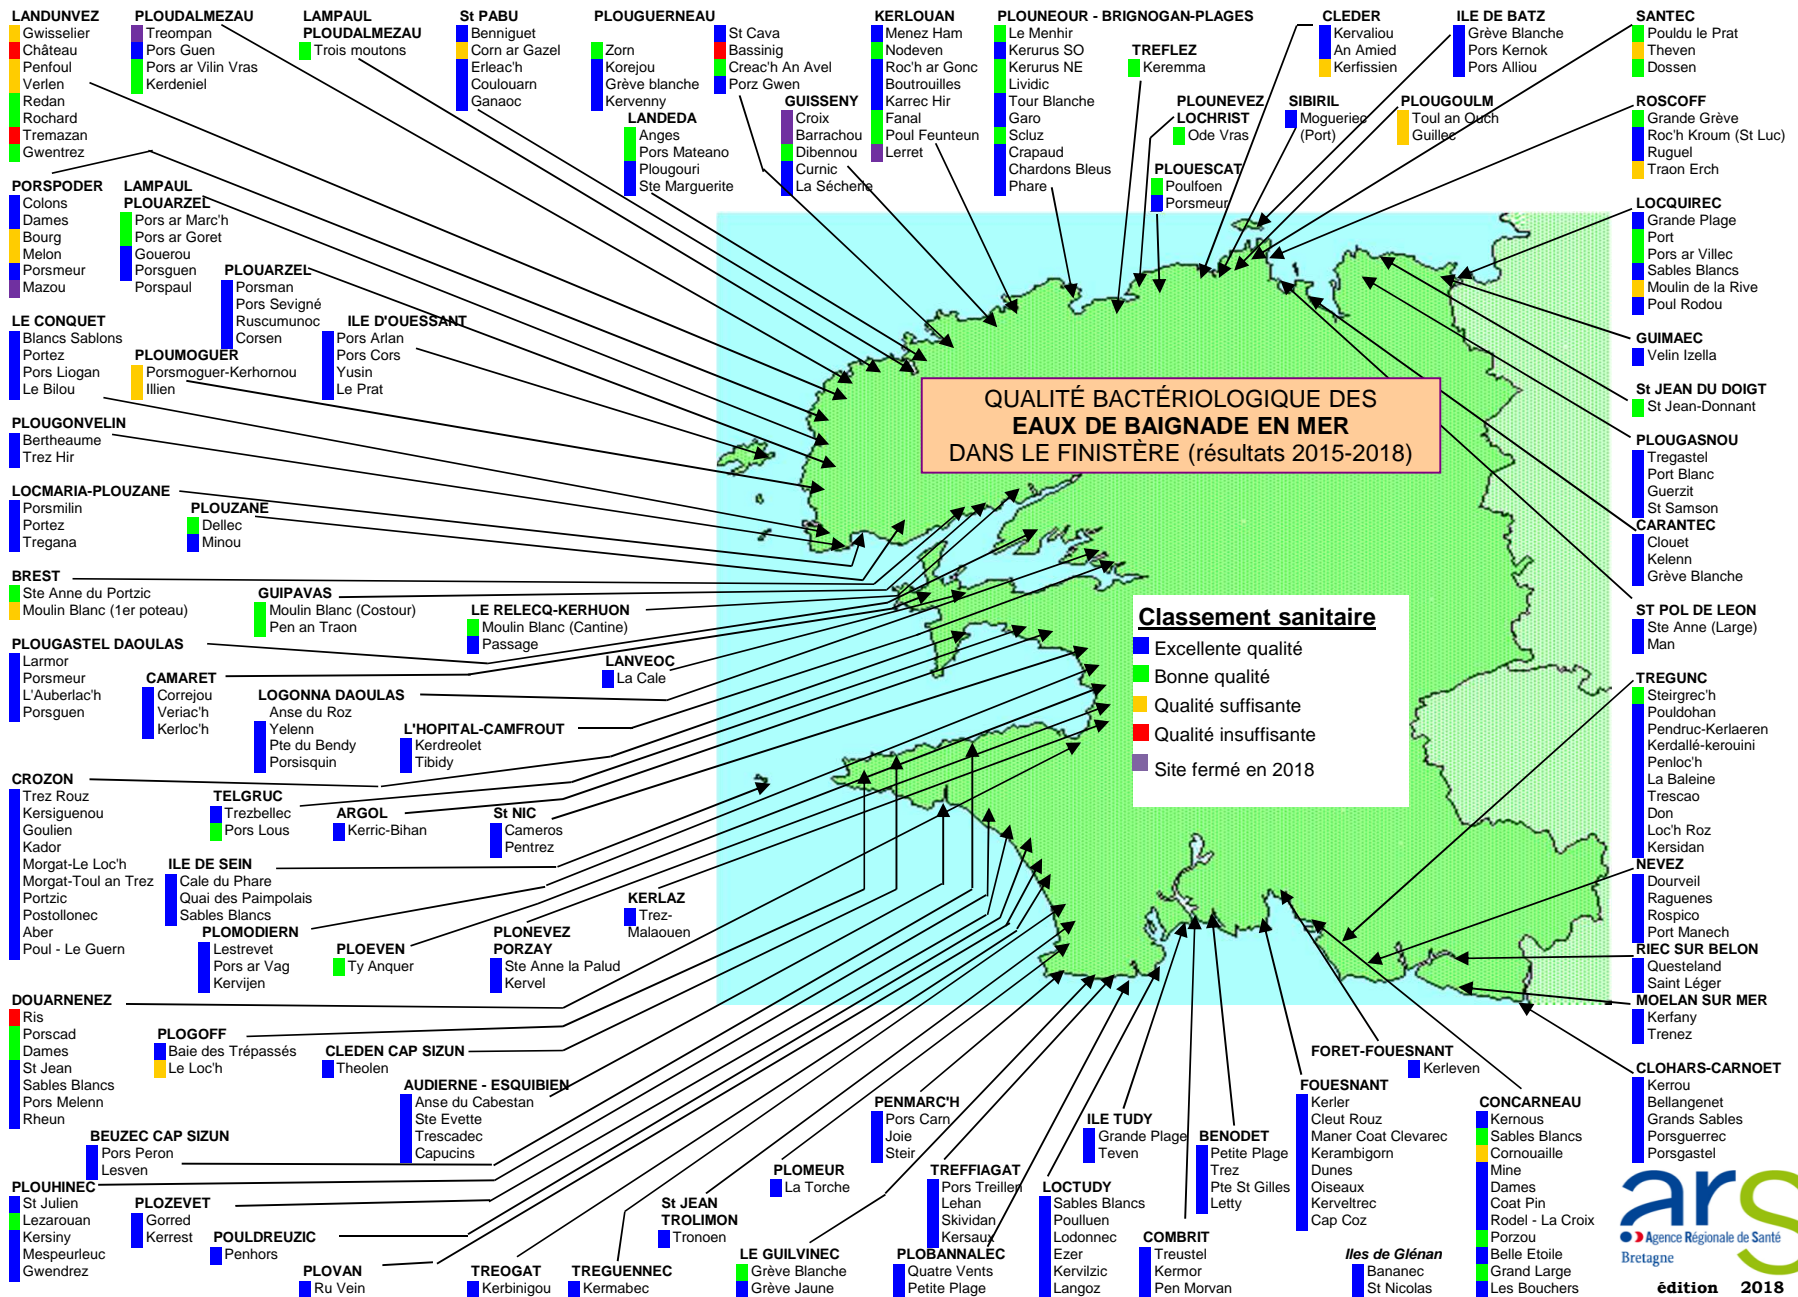 LANDUNVEZ
Gwisselier
Château
Penfoul
Verlen
Redan
Rochard
Tremazan
Gwentrez
PLOUDALMEZAU
Treompan
Pors Guen
Pors ar Vilin Vras
Kerdeniel
LAMPAUL
PLOUDALMEZAU
Trois moutons
St PABU
Benniguet
Corn ar Gazel
Erleac'h
Coulouarn
Ganaoc
PLOUGUERNEAU
Zorn
Korejou
Grève blanche
Kervenny
St Cava
Bassinig
Creac'h An Avel
Porz Gwen
LANDEDA
Anges
Pors Mateano
Plougouri
Ste Marguerite
GUISSENY
Croix
Barrachou
Dibennou
Curnic
La Sécherie
KERLOUAN
Menez Ham
Nodeven
Roc'h ar Gonc
Boutrouilles
Karrec Hir
Fanal
Poul Feunteun
Lerret
PLOUNEOUR - BRIGNOGAN-PLAGES
Le Menhir
Kerurus SO
Kerurus NE
Lividic
Tour Blanche
Garo
Scluz
Crapaud
Chardons Bleus
Phare
TREFLEZ
Keremma
PLOUNEVEZ
LOCHRIST
Ode Vras
PLOUESCAT
Poulfoen
Porsmeur
CLEDER
Kervaliou
An Amied
Kerfissien
SIBIRIL
Mogueriec
(Port)
ILE DE BATZ
Grève Blanche
Pors Kernok
Pors Alliou
PLOUGOULM
Toul an Ouch
Guillec
SANTEC
Pouldu le Prat
Theven
Dossen
ROSCOFF
Grande Grève
Roc'h Kroum (St Luc)
Ruguel
Traon Erch
LOCQUIREC
Grande Plage
Port
Pors ar Villec
Sables Blancs
Moulin de la Rive
Poul Rodou
GUIMAEC
Velin Izella
St JEAN DU DOIGT
St Jean-Donnant
PLOUGASNOU
Tregastel
Port Blanc
Guerzit
St Samson
CARANTEC
Clouet
Kelenn
Grève Blanche
ST POL DE LEON
Ste Anne (Large)
Man
PORSPODER
Colons
Dames
Bourg
Melon
Porsmeur
Mazou
LAMPAUL
PLOUARZEL
Pors ar Marc'h
Pors ar Goret
Gouerou
Porsguen
Porspaul
PLOUARZEL
Porsman
Pors Sevigné
Ruscumunoc
Corsen
ILE D'OUESSANT
Pors Arlan
Pors Cors
Yusin
Le Prat
LE CONQUET
Blancs Sablons
Portez
Pors Liogan
Le Bilou
PLOUMOGUER
Porsmoguer-Kerhornou
Illien
PLOUGONVELIN
Bertheaume
Trez Hir
LOCMARIA-PLOUZANE
Porsmilin
Portez
Tregana
PLOUZANE
Dellec
Minou
QUALITÉ BACTÉRIOLOGIQUE DES
EAUX DE BAIGNADE EN MER
DANS LE FINISTÈRE (résultats 2015-2018)
BREST
Ste Anne du Portzic
Moulin Blanc (1er poteau)
GUIPAVAS
Moulin Blanc (Costour)
Pen an Traon
LE RELECQ-KERHUON
Moulin Blanc (Cantine)
Passage
PLOUGASTEL DAOULAS
Larmor
Porsmeur
L'Auberlac'h
Porsguen
CAMARET
Correjou
Veriac'h
Kerloc'h
LOGONNA DAOULAS
Anse du Roz
Yelenn
Pte du Bendy
Porsisquin
LANVEOC
La Cale
L'HOPITAL-CAMFROUT
Kerdreolet
Tibidy
Classement sanitaire
Excellente qualité
Bonne qualité
Qualité suffisante
Qualité insuffisante
Site fermé en 2018
CROZON
Trez Rouz
Kersiguenou
Goulien
Kador
Morgat-Le Loc'h
Morgat-Toul an Trez
Portzic
Postollonec
Aber
Poul - Le Guern
TELGRUC
Trezbellec
Pors Lous
ARGOL
Kerric-Bihan
St NIC
Cameros
Pentrez
ILE DE SEIN
Cale du Phare
Quai des Paimpolais
Sables Blancs
PLOMODIERN
Lestrevet
Pors ar Vag
Kervijen
PLOEVEN
Ty Anquer
PLONEVEZ
PORZAY
Ste Anne la Palud
Kervel
KERLAZ
Trez-
Malaouen
TREGUNC
Steirgrec'h
Pouldohan
Pendruc-Kerlaeren
Kerdallé-kerouini
Penloc'h
La Baleine
Trescao
Don
Loc'h Roz
Kersidan
NEVEZ
Dourveil
Raguenes
Rospico
Port Manech
RIEC SUR BELON
Questeland
Saint Léger
MOELAN SUR MER
Kerfany
Trenez
CLOHARS-CARNOET
Kerrou
Bellangenet
Grands Sables
Porsguerrec
Porsgastel
DOUARNENEZ
Ris
Porscad
Dames
St Jean
Sables Blancs
Pors Melenn
Rheun
PLOGOFF
Baie des Trépassés
Le Loc'h
CLEDEN CAP SIZUN
Theolen
AUDIERNE - ESQUIBIEN
Anse du Cabestan
Ste Evette
Trescadec
Capucins
BEUZEC CAP SIZUN
Pors Peron
Lesven
PLOUHINEC
St Julien
Lezarouan
Kersiny
Mespeurleuc
Gwendrez
PLOZEVET
Gorred
Kerrest
POULDREUZIC
Penhors
PLOVAN
Ru Vein
TREOGAT
Kerbinigou
TREGUENNEC
Kermabec
St JEAN
TROLIMON
Tronoen
PLOMEUR
La Torche
PENMARC'H
Pors Carn
Joie
Steir
LE GUILVINEC
Grève Blanche
Grève Jaune
TREFFIAGAT
Pors Treillen
Lehan
Skividan
Kersaux
PLOBANNALEC
Quatre Vents
Petite Plage
LOCTUDY
Sables Blancs
Poulluen
Lodonnec
Ezer
Kervilzic
Langoz
ILE TUDY
Grande Plage
Teven
COMBRIT
Treustel
Kermor
Pen Morvan
BENODET
Petite Plage
Trez
Pte St Gilles
Letty
FOUESNANT
Kerler
Cleut Rouz
Maner Coat Clevarec
Kerambigorn
Dunes
Oiseaux
Kerveltrec
Cap Coz
FORET-FOUESNANT
Kerleven
Iles de Glénan
Bananec
St Nicolas
CONCARNEAU
Kernous
Sables Blancs
Cornouaille
Mine
Dames
Coat Pin
Rodel - La Croix
Porzou
Belle Etoile
Grand Large
Les Bouchers
ars
Agence Régionale de Santé
Bretagne
édition 2018